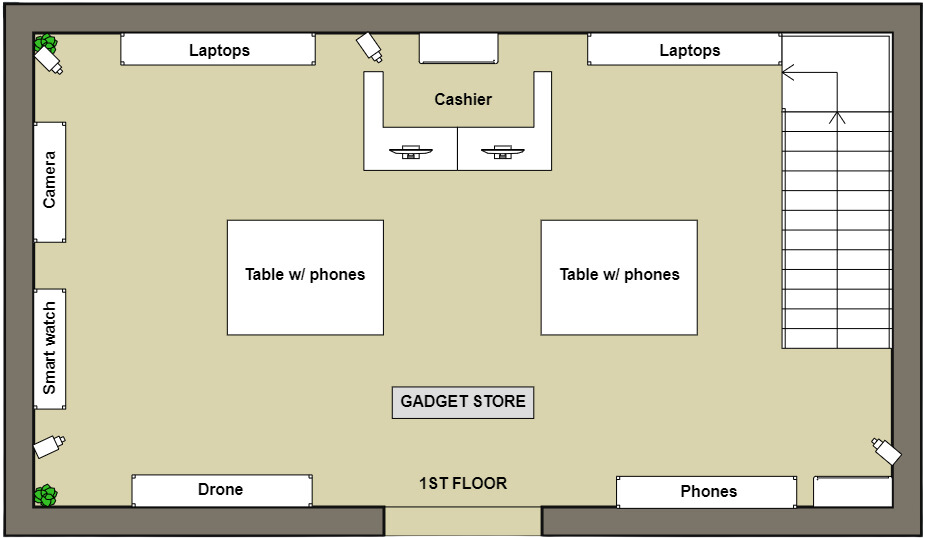 Laptops
Laptops
Cashier
Camera
Table w/ phones
Table w/ phones
Smart watch
GADGET STORE
1ST FLOOR
Drone
Phones